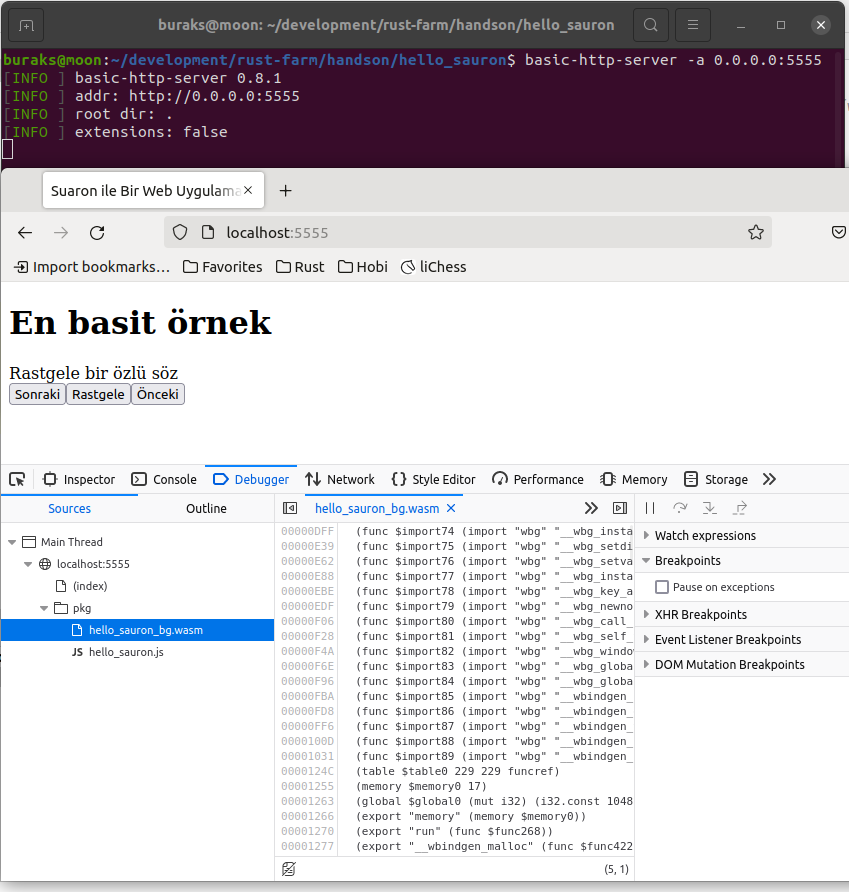 buraks@moon: ~/development/rust-farm/handson/hello_sauron
buraks@moon:~/development/rust-farm/handson/hello_sauron$ basic-http-server -a 0.0.0.0:5555
[INFO ] basic-http-server 0.8.1
[INFO ] addr: http://0.0.0.0:5555
[INFO ] root dir: .
[INFO ] extensions: false
Suaron ile Bir Web Uygulama
localhost:5555
Import bookmarks… Favorites Rust Hobi liChess
En basit örnek
Rastgele bir özlü söz
Sonraki Rastgele Önceki
Inspector Console Debugger Network Style Editor Performance Memory Storage
Sources Outline
hello_sauron_bg.wasm
Main Thread
localhost:5555
(index)
pkg
hello_sauron_bg.wasm
JS hello_sauron.js
00000DFF (func $import74 (import "wbg" "__wbg_insta
00000E39 (func $import75 (import "wbg" "__wbg_setdi
00000E62 (func $import76 (import "wbg" "__wbg_setva
00000E88 (func $import77 (import "wbg" "__wbg_insta
00000EBE (func $import78 (import "wbg" "__wbg_key_a
00000EDF (func $import79 (import "wbg" "__wbg_newno
00000F06 (func $import80 (import "wbg" "__wbg_call_
00000F28 (func $import81 (import "wbg" "__wbg_self_
00000F4A (func $import82 (import "wbg" "__wbg_windo
00000F6E (func $import83 (import "wbg" "__wbg_globa
00000F96 (func $import84 (import "wbg" "__wbg_globa
00000FBA (func $import85 (import "wbg" "__wbindgen_
00000FD8 (func $import86 (import "wbg" "__wbindgen_
00000FF6 (func $import87 (import "wbg" "__wbindgen_
0000100D (func $import88 (import "wbg" "__wbindgen_
00001031 (func $import89 (import "wbg" "__wbindgen_
0000124C (table $table0 229 229 funcref)
00001255 (memory $memory0 17)
00001263 (global $global0 (mut i32) (i32.const 1048
00001266 (export "memory" (memory $memory0))
00001270 (export "run" (func $func268))
00001277 (export "__wbindgen_malloc" (func $func422
(5, 1)
Watch expressions
Breakpoints
Pause on exceptions
XHR Breakpoints
Event Listener Breakpoints
DOM Mutation Breakpoints